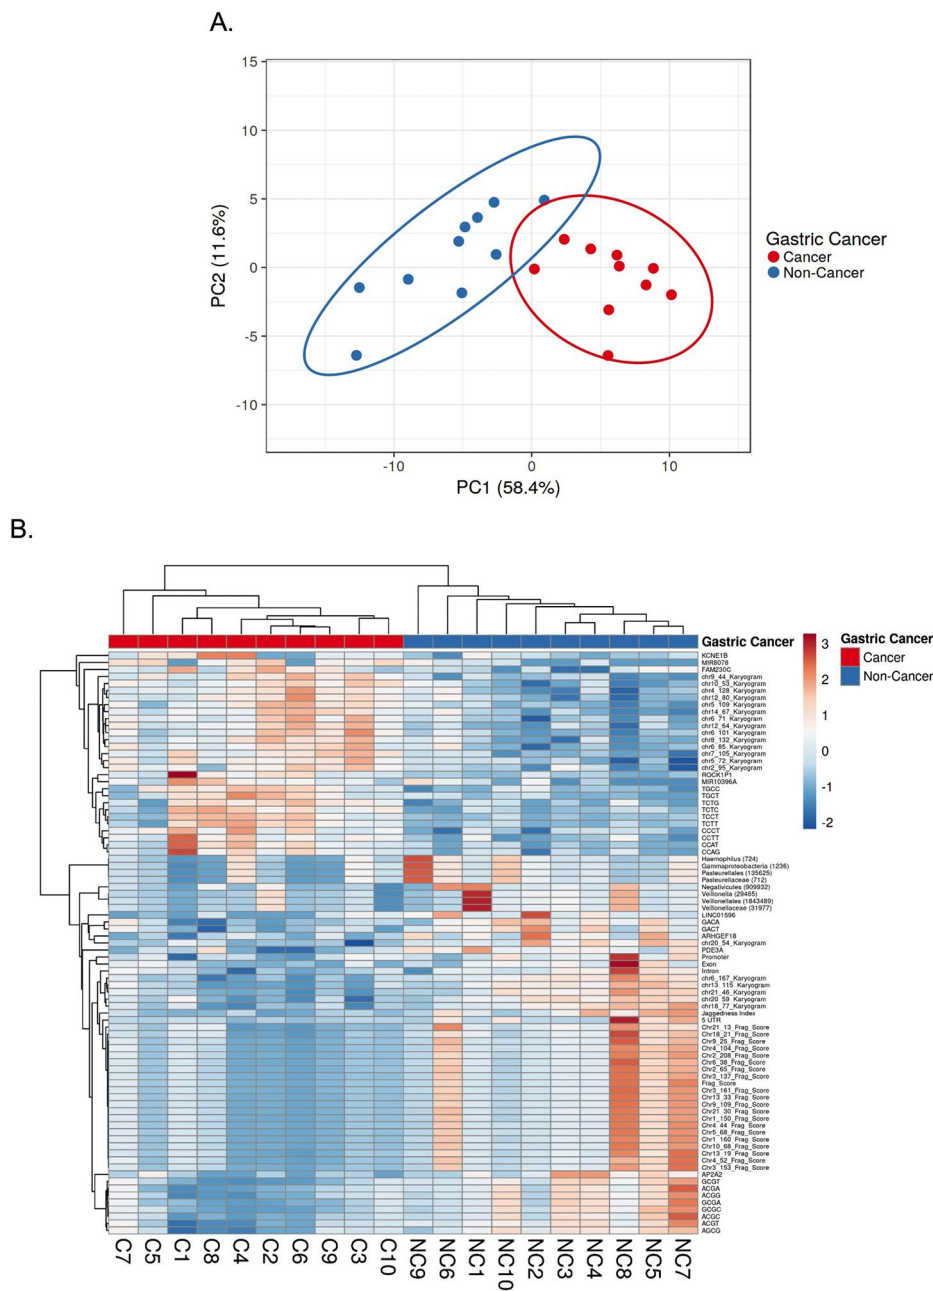 A.
15
10
5
0
-5
-10
PC2 (11.6%)
-10
0
10
PC1 (58.4%)
Gastric Cancer
Cancer
Non-Cancer
B.
Gastric Cancer
KCNE1B
MIR8078
FAM230C
chr9_44_Karyogram
chr10_53_Karyogram
chr4_128_Karyogram
chr12_80_Karyogram
chr5_109_Karyogram
chr14_67_Karyogram
chr6_71_Karyogram
chr12_64_Karyogram
chr6_101_Karyogram
chr8_132_Karyogram
chr6_85_Karyogram
chr7_105_Karyogram
chr5_72_Karyogram
chr2_95_Karyogram
ROCK1P1
MIR10396A
TGCC
TGCT
TCTG
TCTC
TCCT
TCTT
CCCT
CCTT
CCAT
CCAG
Haemophilus (724)
Gammaproteobacteria (1236)
Pasteurellales (135625)
Pasteurellaceae (712)
Negativicutes (909932)
Veillonella (29465)
Veillonellales (1843489)
Veillonellaceae (31977)
LINC01596
GACA
GACT
ARHGEF18
chr20_54_Karyogram
PDE3A
Promoter
Exon
Intron
chr6_167_Karyogram
chr13_115_Karyogram
chr21_46_Karyogram
chr20_59_Karyogram
chr18_77_Karyogram
Jaggedness Index
5 UTR
Chr21_13_Frag_Score
Chr18_21_Frag_Score
Chr9_25_Frag_Score
Chr4_104_Frag_Score
Chr2_208_Frag_Score
Chr6_38_Frag_Score
Chr2_65_Frag_Score
Chr3_137_Frag_Score
Frag_Score
Chr3_161_Frag_Score
Chr13_33_Frag_Score
Chr9_109_Frag_Score
Chr21_30_Frag_Score
Chr1_150_Frag_Score
Chr4_44_Frag_Score
Chr5_68_Frag_Score
Chr1_160_Frag_Score
Chr10_68_Frag_Score
Chr13_19_Frag_Score
Chr4_52_Frag_Score
Chr3_153_Frag_Score
AP2A2
GCGT
ACGA
ACGG
GCGA
GCGC
ACGC
ACGT
AGCG
C7
C5
C1
C8
C4
C2
C6
C9
C3
C10
NC9
NC6
NC1
NC10
NC2
NC3
NC4
NC8
NC5
NC7
3
2
1
0
-1
-2
Gastric Cancer
Cancer
Non-Cancer